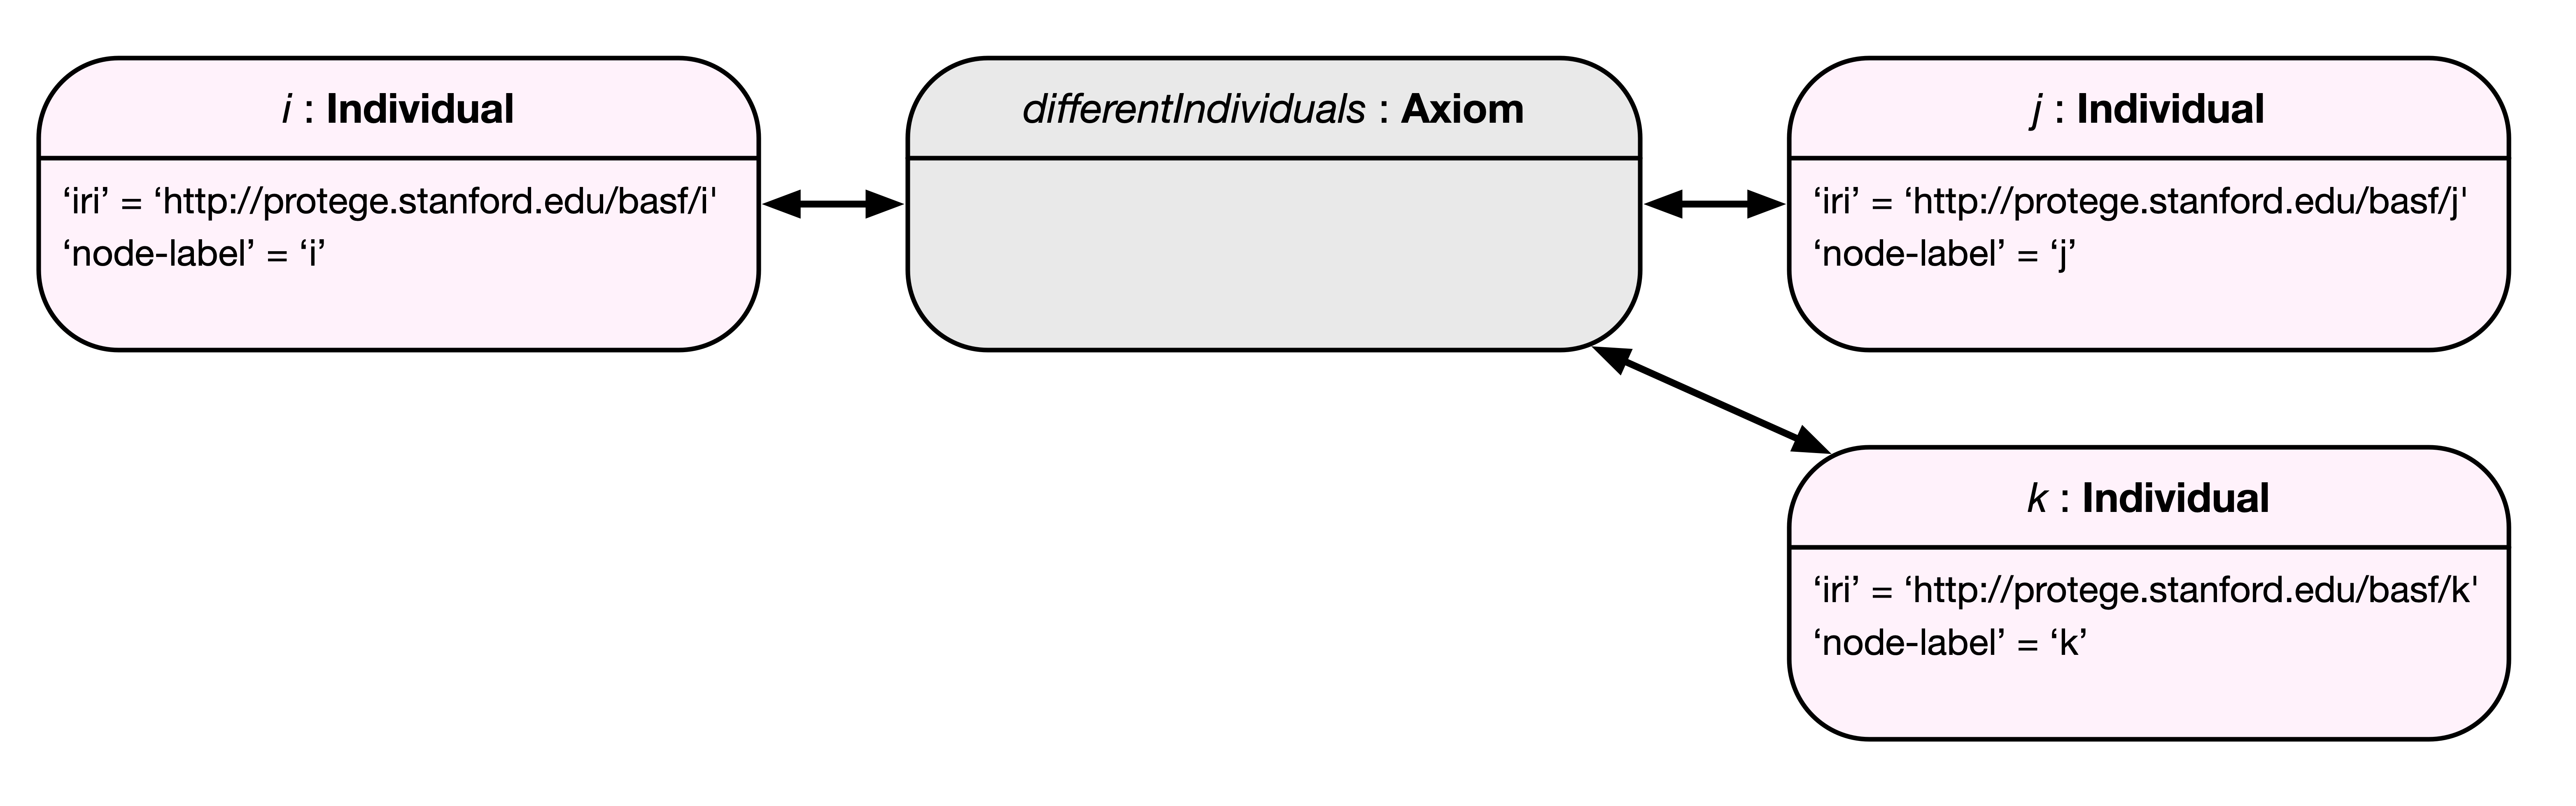 i : Individual
‘iri’ = ‘http://protege.stanford.edu/basf/i'
‘node-label’ = ‘i’
differentIndividuals : Axiom
j : Individual
‘iri’ = ‘http://protege.stanford.edu/basf/j'
‘node-label’ = ‘j’
k : Individual
‘iri’ = ‘http://protege.stanford.edu/basf/k'
‘node-label’ = ‘k’